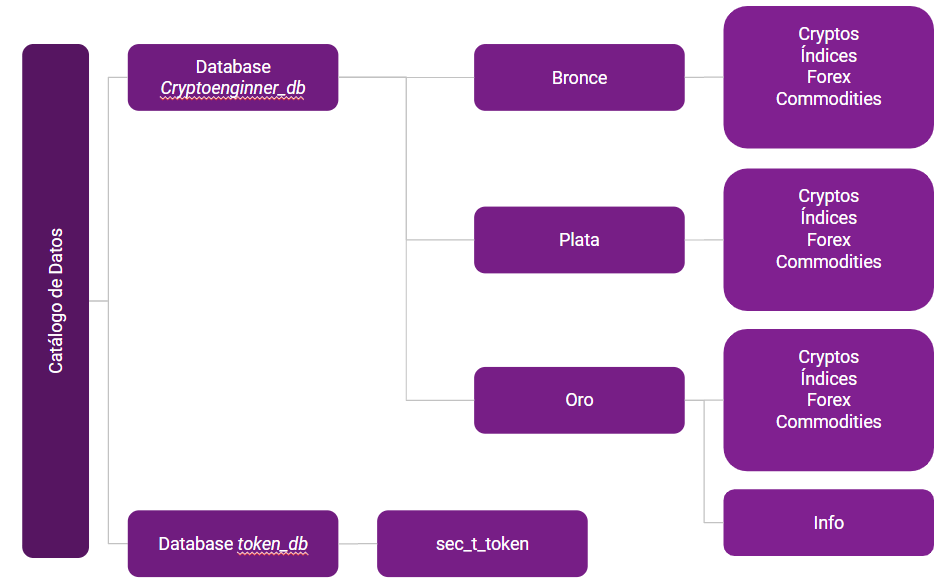 Catálogo de Datos
Database
Cryptoenginner_db
Bronce
Cryptos
Índices
Forex
Commodities
Plata
Cryptos
Índices
Forex
Commodities
Oro
Cryptos
Índices
Forex
Commodities
Info
Database token_db
sec_t_token